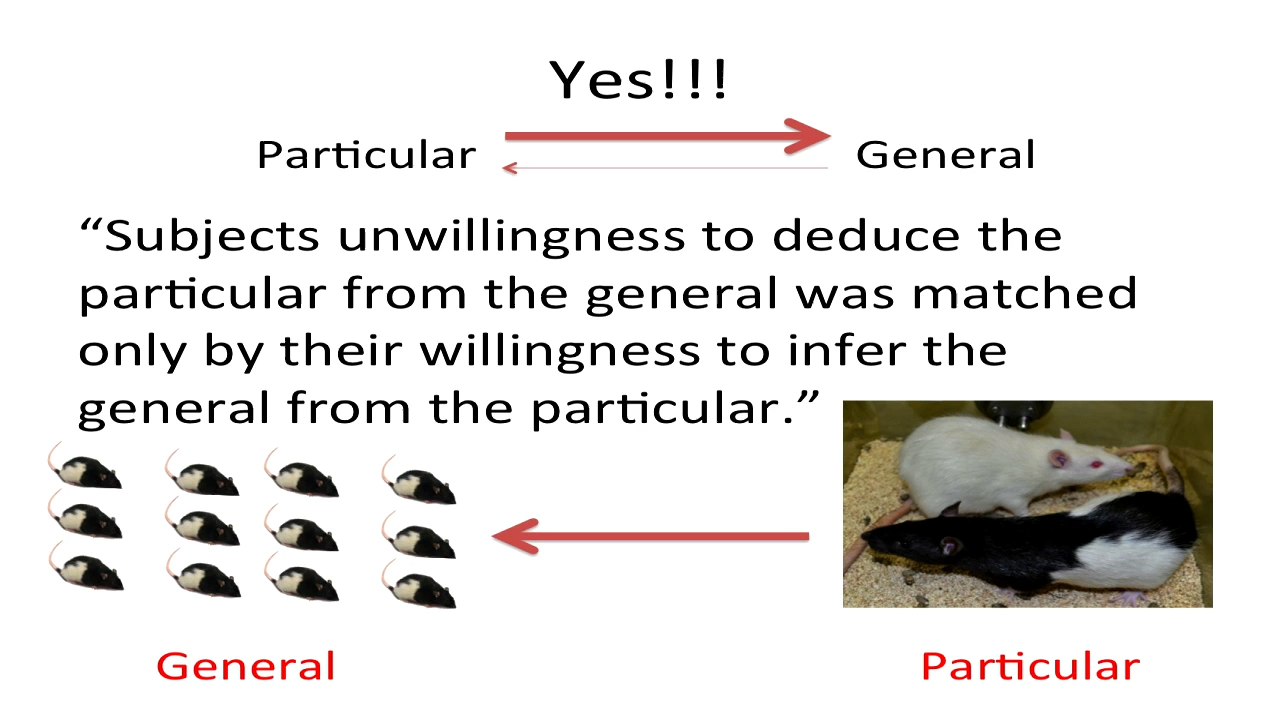 Yes!!!
Particular
General
“Subjects unwillingness to deduce the
particular from the general was matched
only by their willingness to infer the
general from the particular.”
General
Particular